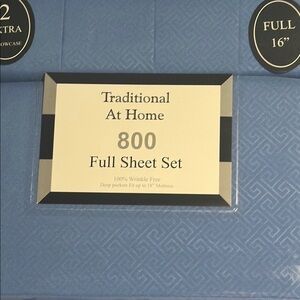 2
XTRA
OWCASE
FULL
16"
Traditional
At Home
800
Full Sheet Set
100% Wrinkle Free
Deep pockets Fit up to 16" Mattress